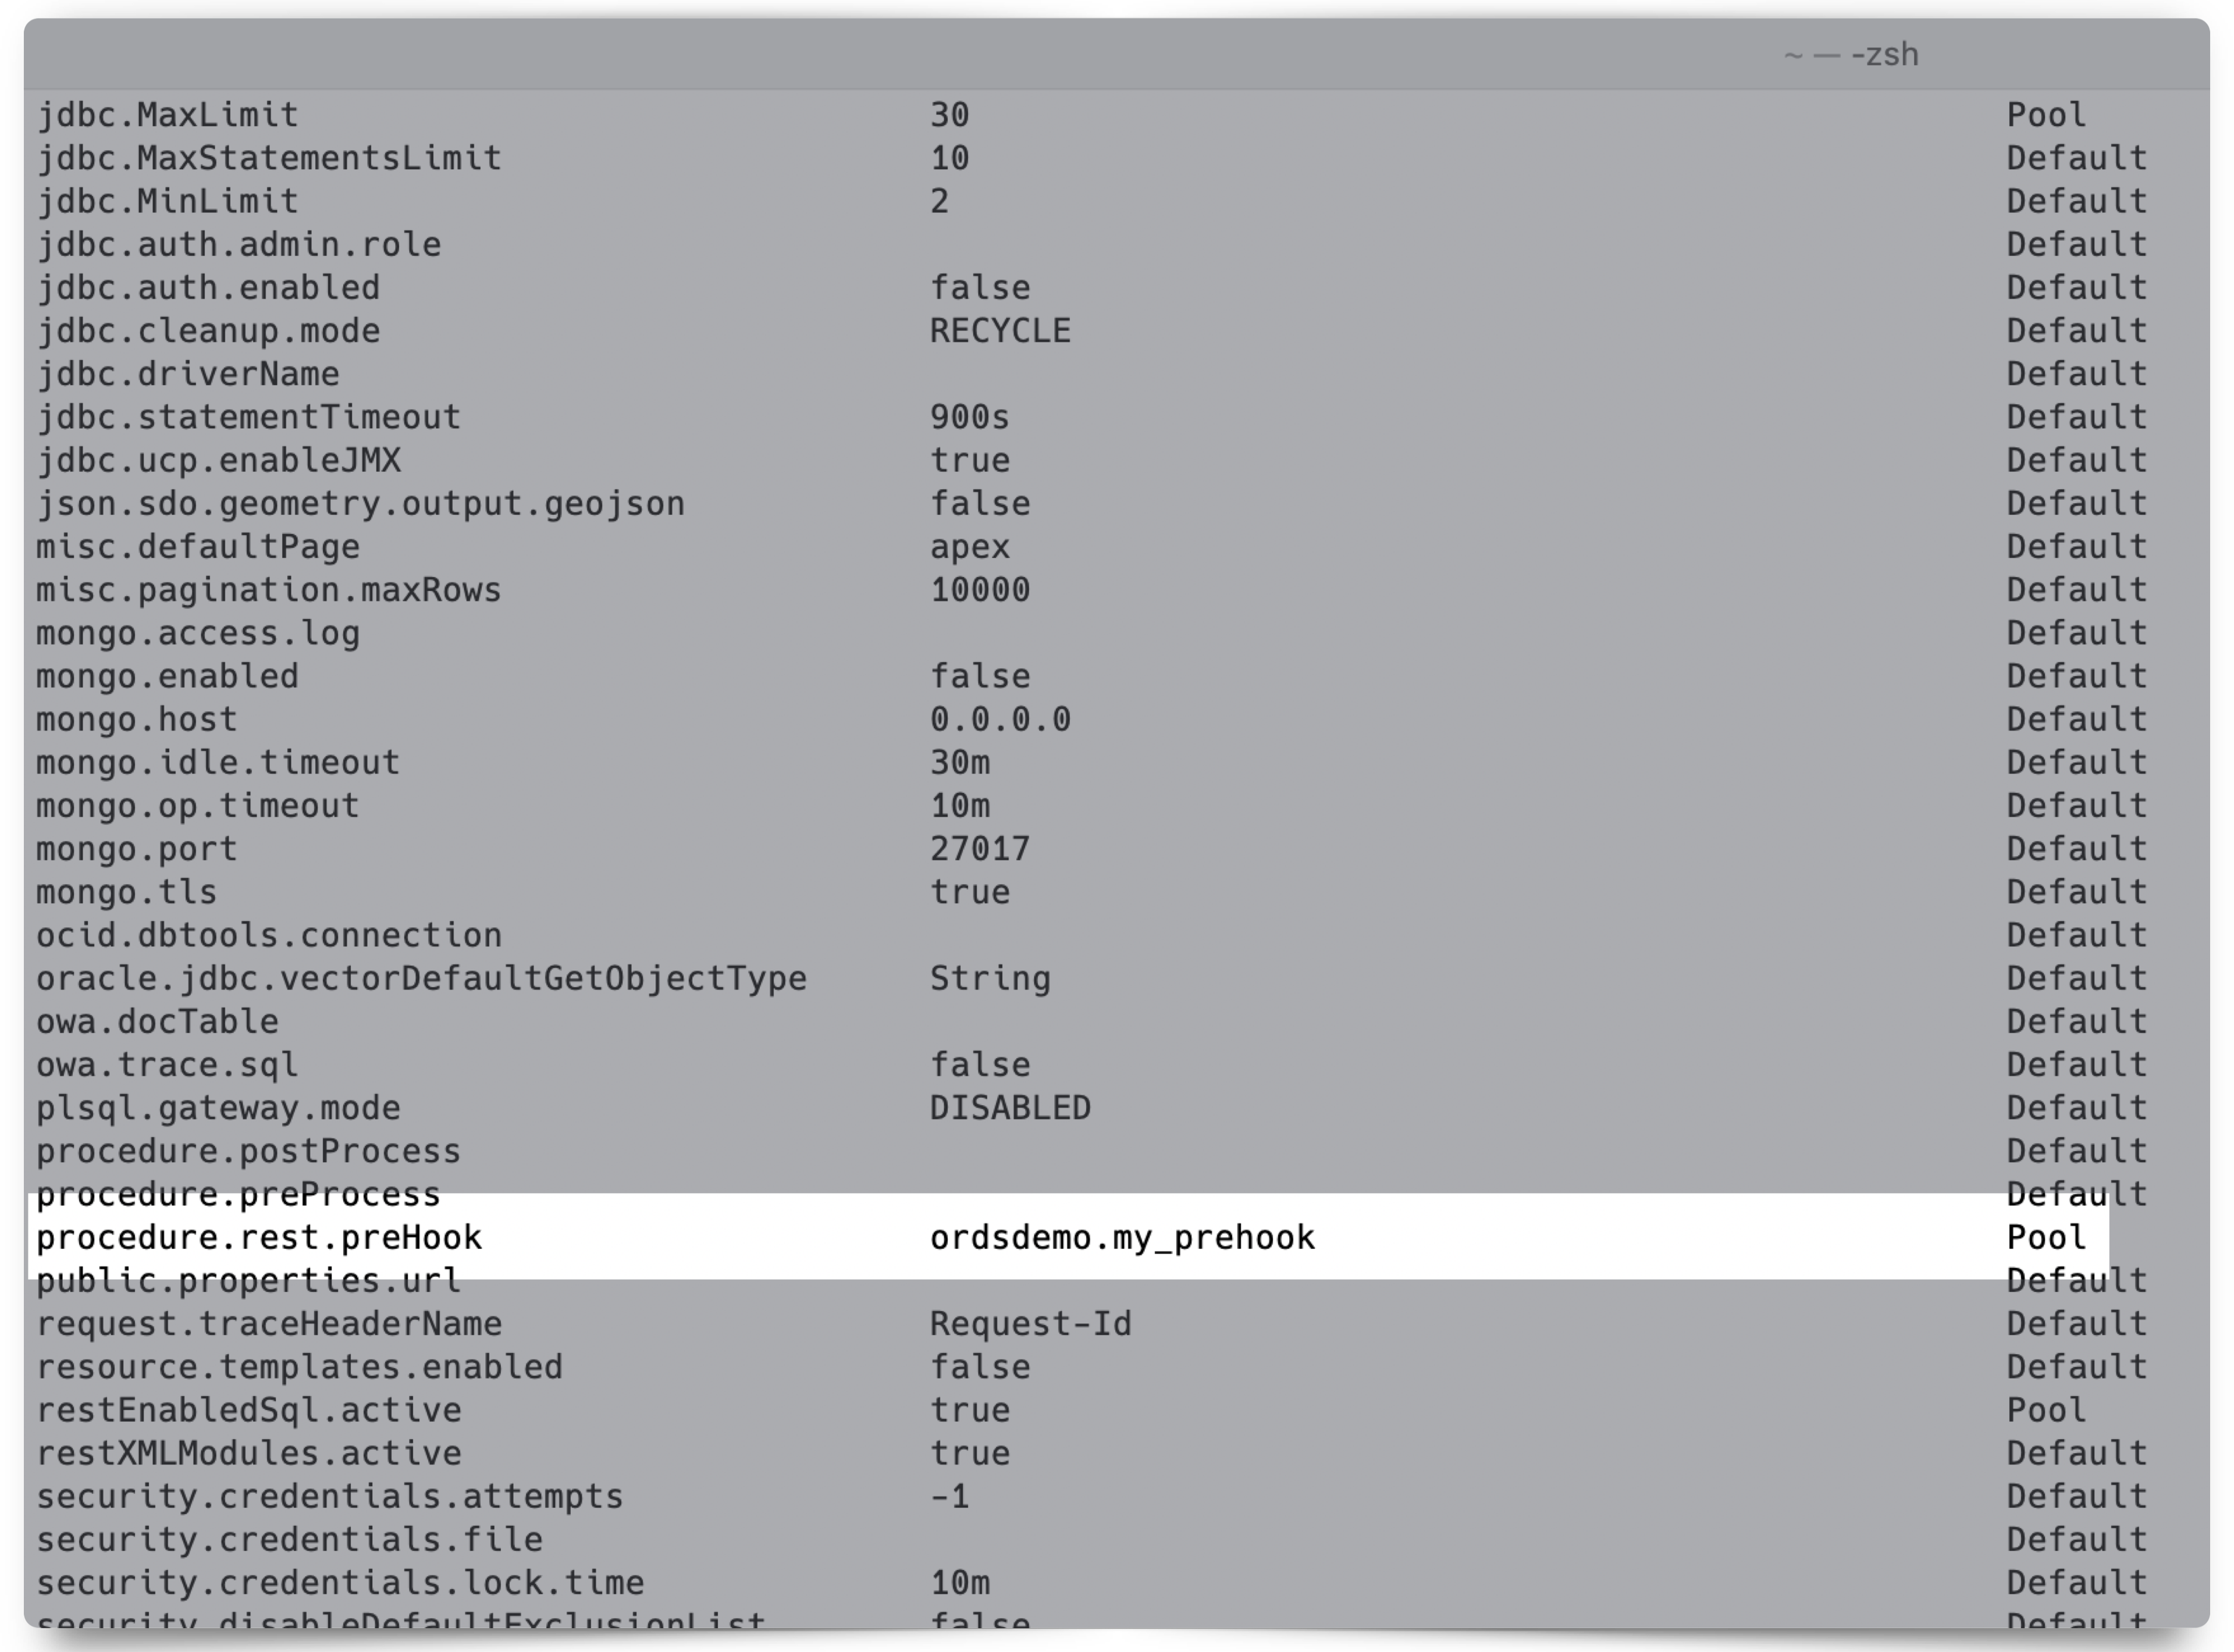 ~ — -zsh
jdbc.MaxLimit 30 Pool
jdbc.MaxStatementsLimit 10 Default
jdbc.MinLimit 2 Default
jdbc.auth.admin.role Default
jdbc.auth.enabled false Default
jdbc.cleanup.mode RECYCLE Default
jdbc.driverName Default
jdbc.statementTimeout 900s Default
jdbc.ucp.enableJMX true Default
json.sdo.geometry.output.geojson false Default
misc.defaultPage apex Default
misc.pagination.maxRows 10000 Default
mongo.access.log Default
mongo.enabled false Default
mongo.host 0.0.0.0 Default
mongo.idle.timeout 30m Default
mongo.op.timeout 10m Default
mongo.port 27017 Default
mongo.tls true Default
ocid.dbtools.connection Default
oracle.jdbc.vectorDefaultGetObjectType String Default
owa.docTable Default
owa.trace.sql false Default
plsql.gateway.mode DISABLED Default
procedure.postProcess Default
procedure.preProcess Default
procedure.rest.preHook ordsdemo.my_prehook Pool
public.properties.url Default
request.traceHeaderName Request-Id Default
resource.templates.enabled false Default
restEnabledSql.active true Pool
restXMLModules.active true Default
security.credentials.attempts -1 Default
security.credentials.file Default
security.credentials.lock.time 10m Default
security.disableDefaultExclusionList false Default